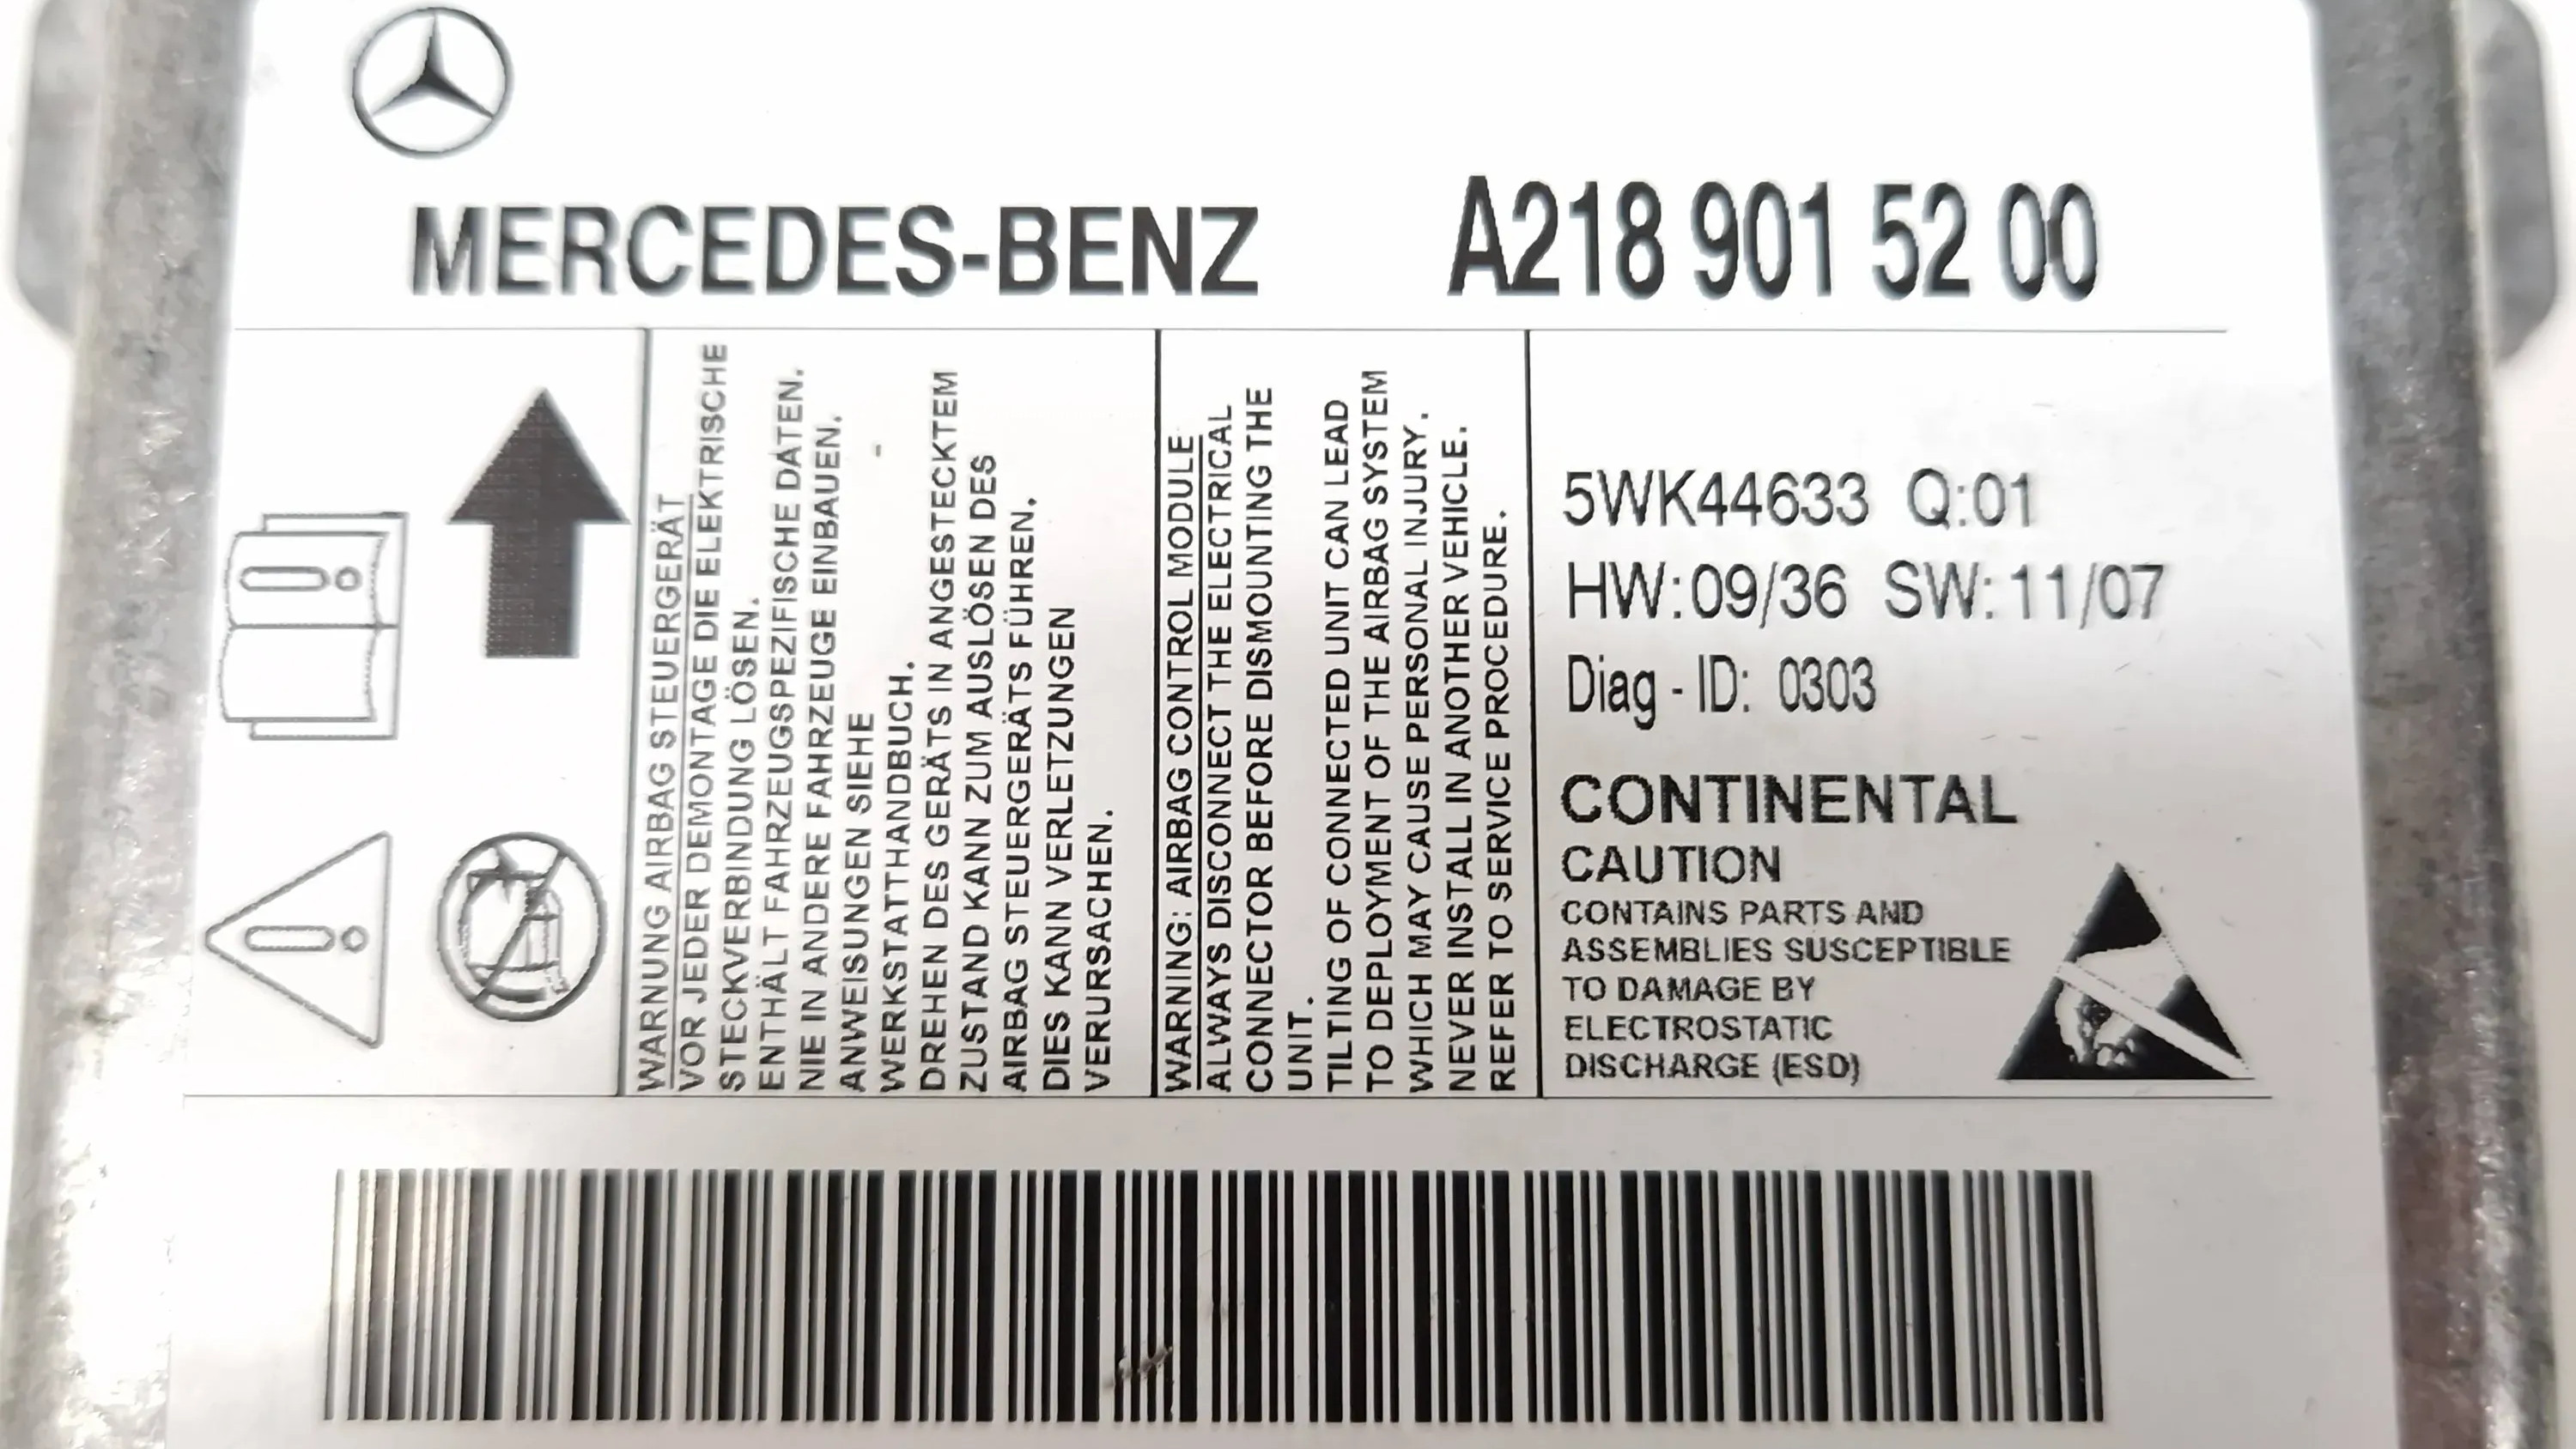 MERCEDES-BENZ
A218 901 52 00
WARNUNG AIRBAG STEUERGERÄT
VOR JEDER DEMONTAGE DIE ELEKTRISCHE
STECKVERBINDUNG LÖSEN.
ENTHÄLT FAHRZEUGSPEZIFISCHE DATEN.
NIE IN ANDERE FAHRZEUGE EINBAUEN.
ANWEISUNGEN SIEHE
WERKSTATTHANDBUCH.
DREHEN DES GERÄTS IN ANGESTECKTEM
ZUSTAND KANN ZUM AUSLÖSEN DES
AIRBAG STEUERGERÄTS FÜHREN.
DIES KANN VERLETZUNGEN
VERURSACHEN.
WARNING: AIRBAG CONTROL MODULE
ALWAYS DISCONNECT THE ELECTRICAL
CONNECTOR BEFORE DISMOUNTING THE
UNIT.
TILTING OF CONNECTED UNIT CAN LEAD
TO DEPLOYMENT OF THE AIRBAG SYSTEM
WHICH MAY CAUSE PERSONAL INJURY.
NEVER INSTALL IN ANOTHER VEHICLE.
REFER TO SERVICE PROCEDURE.
5WK44633 Q:01
HW:09/36 SW:11/07
Diag - ID: 0303
CONTINENTAL
CAUTION
CONTAINS PARTS AND
ASSEMBLIES SUSCEPTIBLE
TO DAMAGE BY
ELECTROSTATIC
DISCHARGE (ESD)